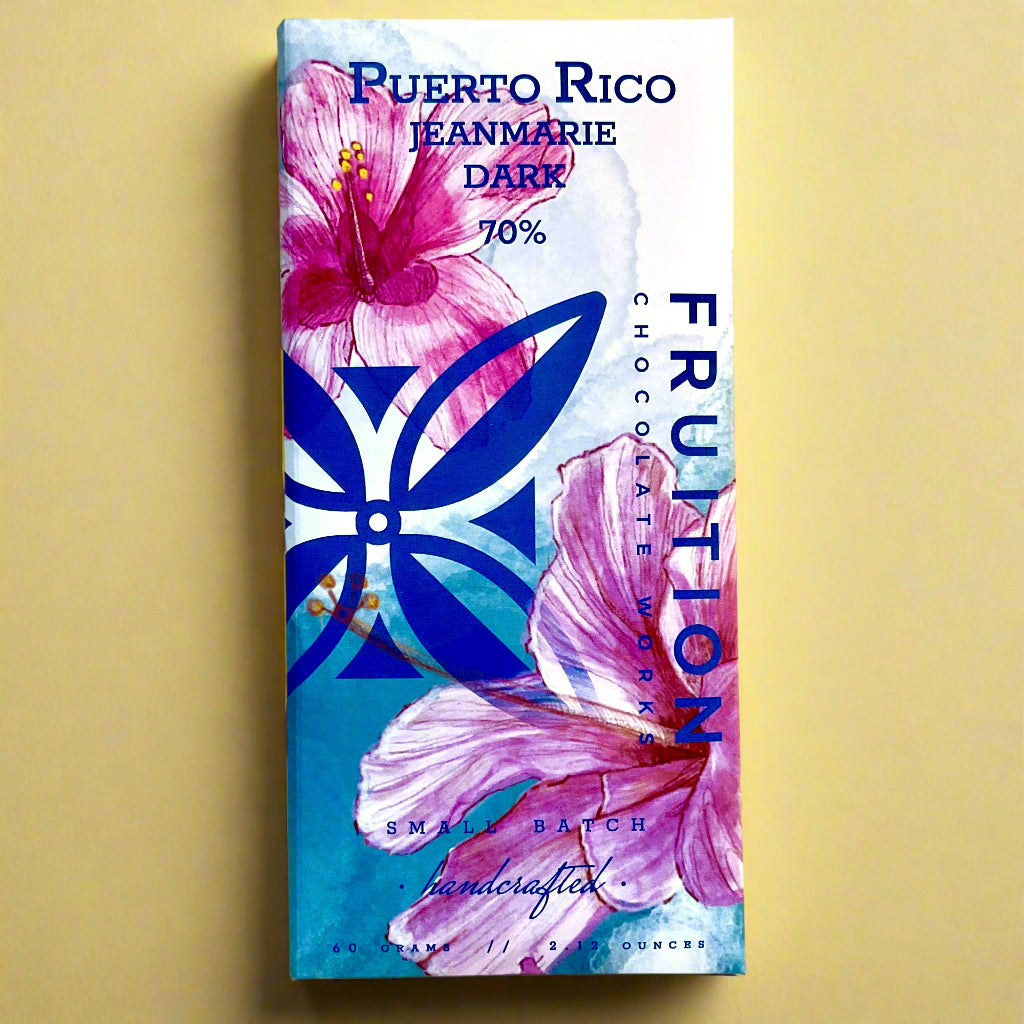 PUERTO RICO
JEANMARIE
DARK
70%
FRUITION
CHOCOLATE WORKS
SMALL BATCH
· handcrafted ·
60 GRAMS // 2.12 OUNCES